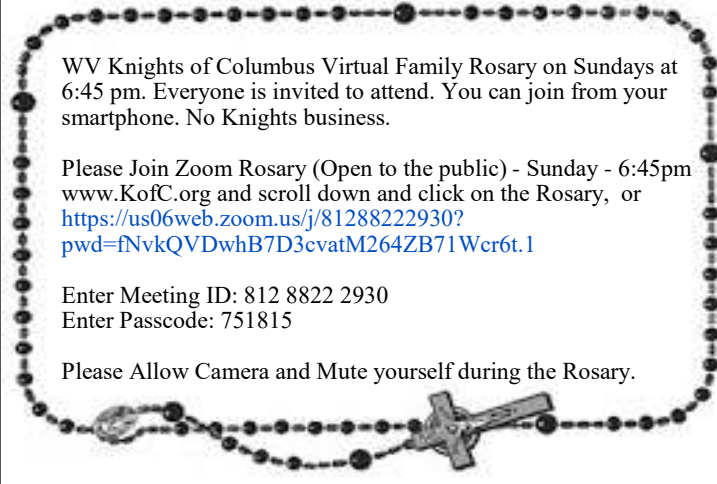 WV Knights of Columbus Virtual Family Rosary on Sundays at
6:45 pm. Everyone is invited to attend. You can join from your
smartphone. No Knights business.
Please Join Zoom Rosary (Open to the public) - Sunday - 6:45pm
www.KofC.org and scroll down and click on the Rosary, or
https://us06web.zoom.us/j/81288222930?
pwd=fNvkQVDwhB7D3cvatM264ZB71Wcr6t.1
Enter Meeting ID: 812 8822 2930
Enter Passcode: 751815
Please Allow Camera and Mute yourself during the Rosary.